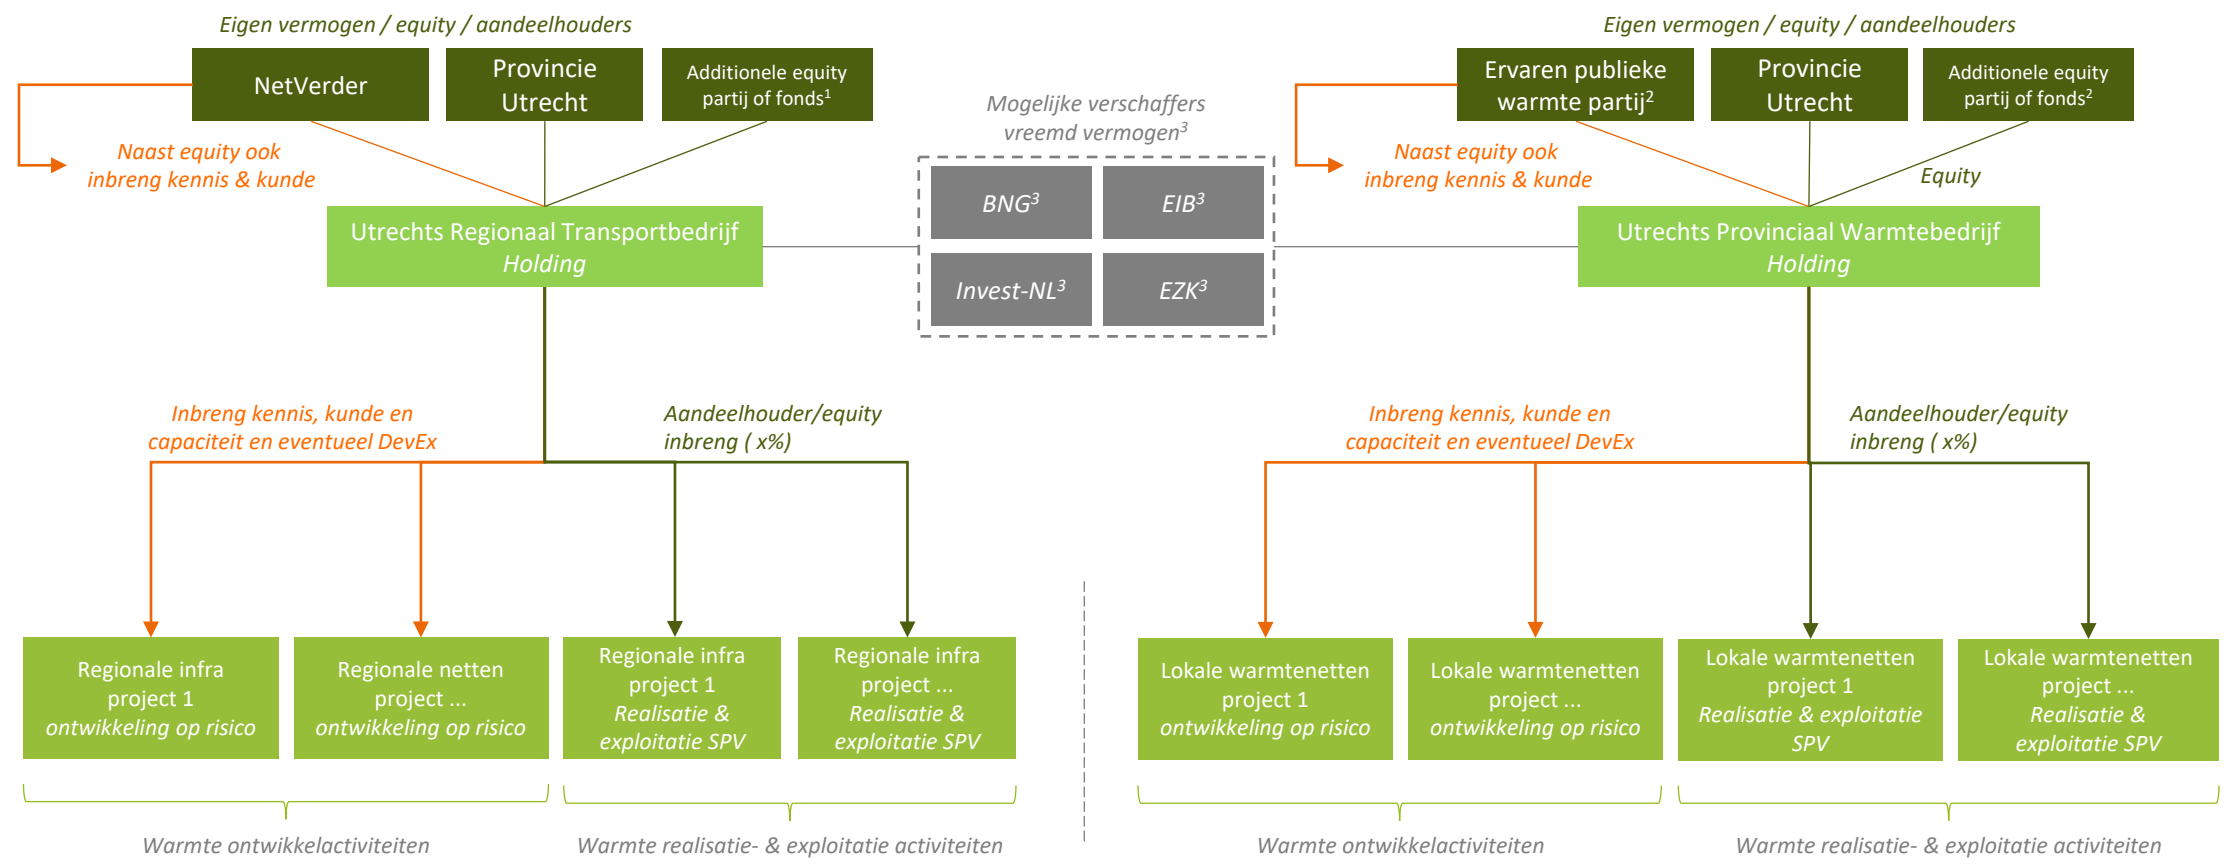 Eigen vermogen / equity / aandeelhouders
NetVerder
Provincie
Utrecht
Additionele equity
partij of fonds1
Naast equity ook
inbreng kennis & kunde
Utrechts Regionaal Transportbedrijf
Holding
Mogelijke verschaffers
vreemd vermogen3
BNG3
EIB3
Invest-NL3
EZK3
Eigen vermogen / equity / aandeelhouders
Ervaren publieke
warmte partij2
Provincie
Utrecht
Additionele equity
partij of fonds2
Naast equity ook
inbreng kennis & kunde
Equity
Utrechts Provinciaal Warmtebedrijf
Holding
Inbreng kennis, kunde en
capaciteit en eventueel DevEx
Aandeelhouder/equity
inbreng ( x%)
Inbreng kennis, kunde en
capaciteit en eventueel DevEx
Aandeelhouder/equity
inbreng ( x%)
Regionale infra
project 1
ontwikkeling op risico
Regionale netten
project ...
ontwikkeling op risico
Regionale infra
project 1
Realisatie &
exploitatie SPV
Regionale infra
project ...
Realisatie &
exploitatie SPV
Lokale warmtenetten
project 1
ontwikkeling op risico
Lokale warmtenetten
project ...
ontwikkeling op risico
Lokale warmtenetten
project 1
Realisatie & exploitatie
SPV
Lokale warmtenetten
project ...
Realisatie &
exploitatie SPV
Warmte ontwikkelactiviteiten
Warmte realisatie- & exploitatie activiteiten
Warmte ontwikkelactiviteiten
Warmte realisatie- & exploitatie activiteiten